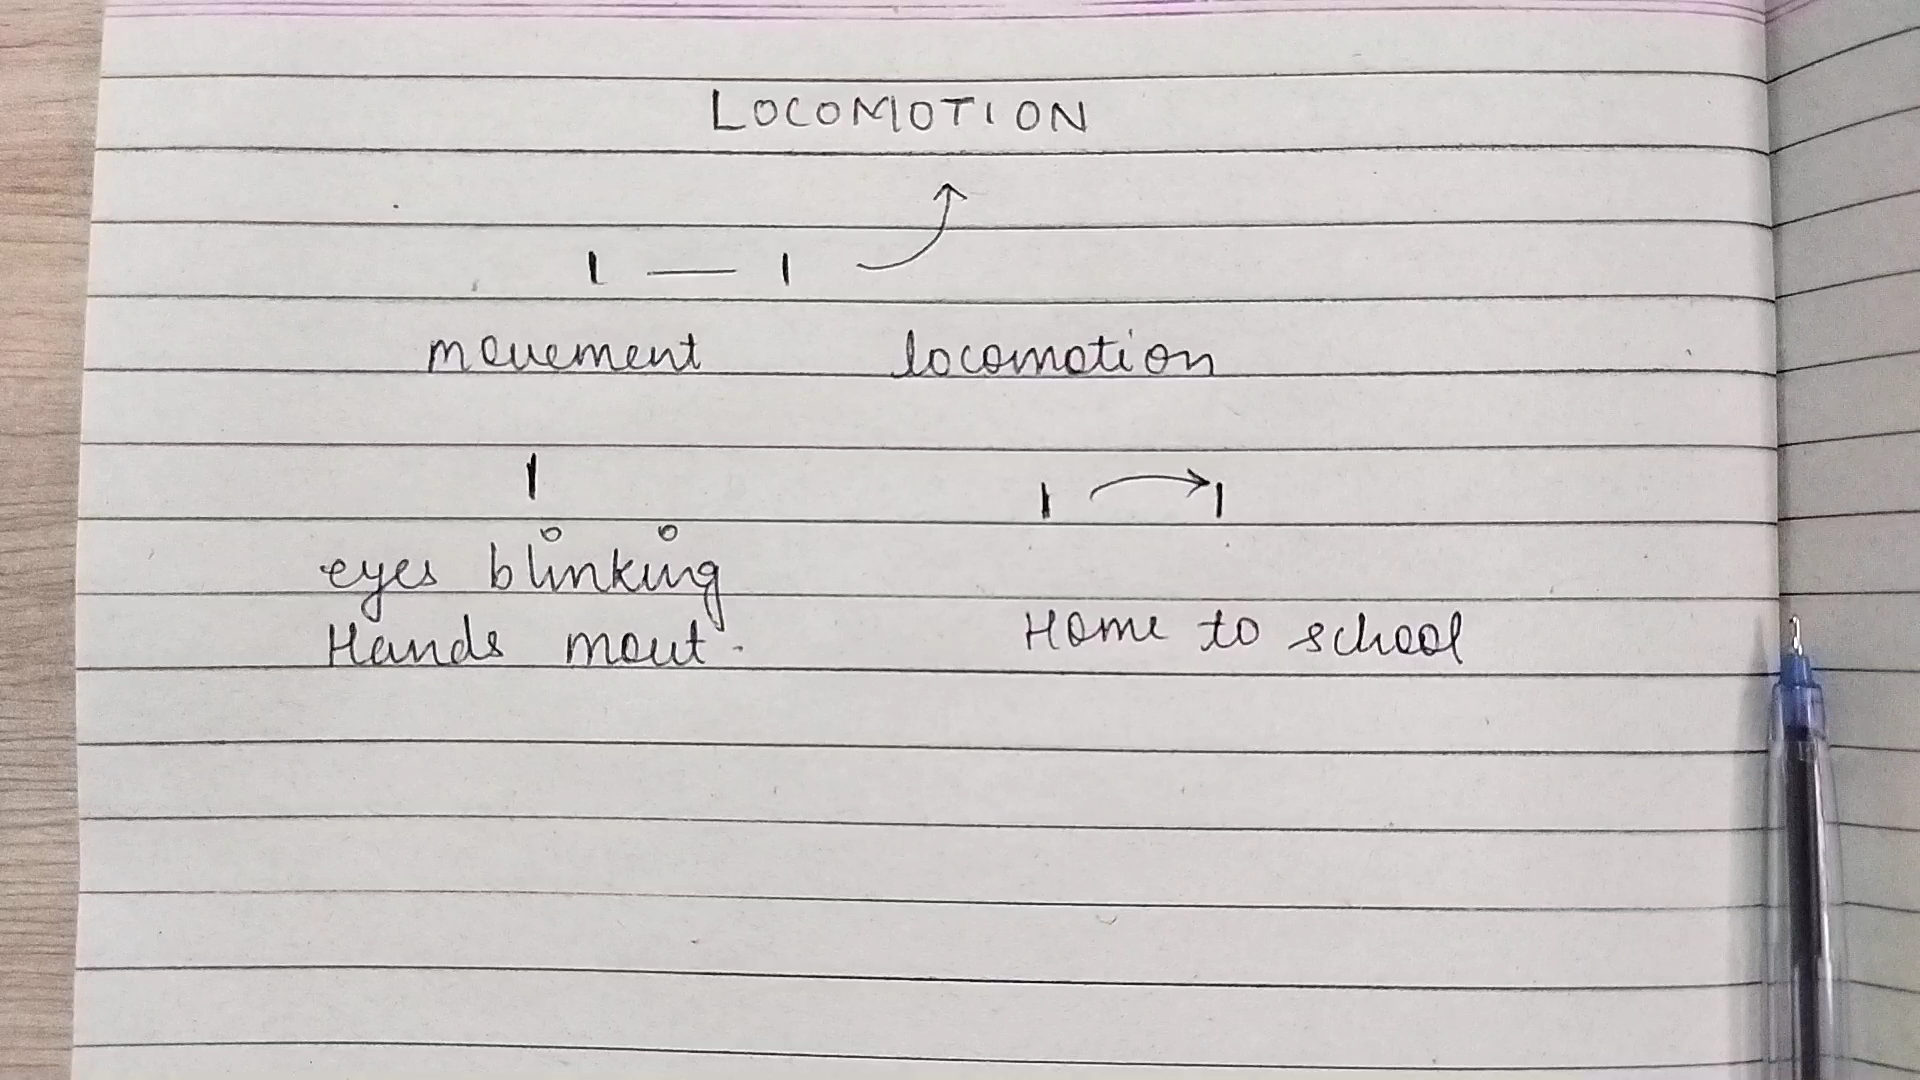 LOCOMOTION
movement locomotion
eyes blinking
Hands mout.
Home to school